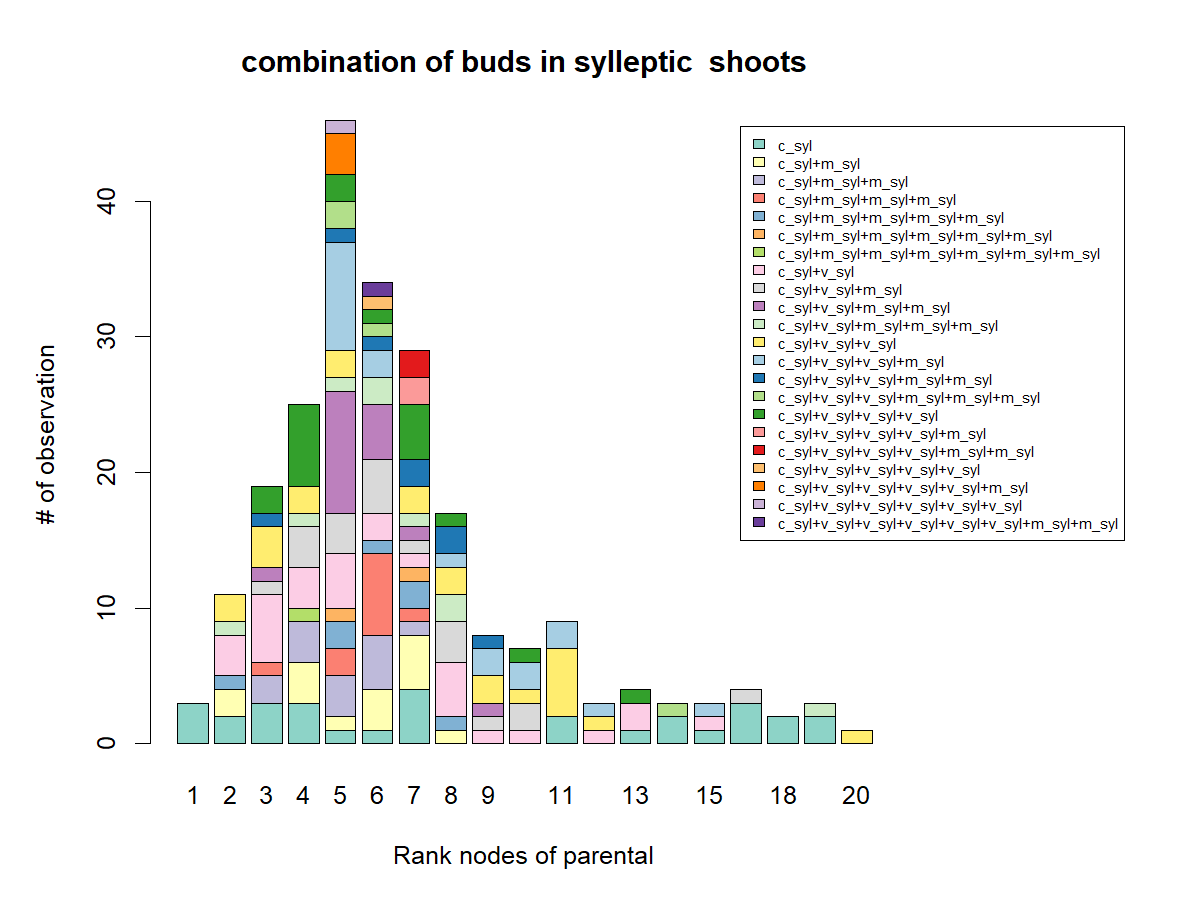 combination of buds in sylleptic  shoots
c_syl
c_syl+m_syl
c_syl+m_syl+m_syl
c_syl+m_syl+m_syl+m_syl
c_syl+m_syl+m_syl+m_syl+m_syl
c_syl+m_syl+m_syl+m_syl+m_syl+m_syl
c_syl+m_syl+m_syl+m_syl+m_syl+m_syl+m_syl
c_syl+v_syl
c_syl+v_syl+m_syl
c_syl+v_syl+m_syl+m_syl
c_syl+v_syl+m_syl+m_syl+m_syl
c_syl+v_syl+v_syl
c_syl+v_syl+v_syl+m_syl
c_syl+v_syl+v_syl+m_syl+m_syl
c_syl+v_syl+v_syl+m_syl+m_syl+m_syl
c_syl+v_syl+v_syl+v_syl
c_syl+v_syl+v_syl+v_syl+m_syl
c_syl+v_syl+v_syl+v_syl+m_syl+m_syl
c_syl+v_syl+v_syl+v_syl+v_syl
c_syl+v_syl+v_syl+v_syl+v_syl+m_syl
c_syl+v_syl+v_syl+v_syl+v_syl+v_syl
c_syl+v_syl+v_syl+v_syl+v_syl+v_syl+m_syl+m_syl
# of observation
40
30
20
10
0
1 2 3 4 5 6 7 8 9 11 13 15 18 20
Rank nodes of parental